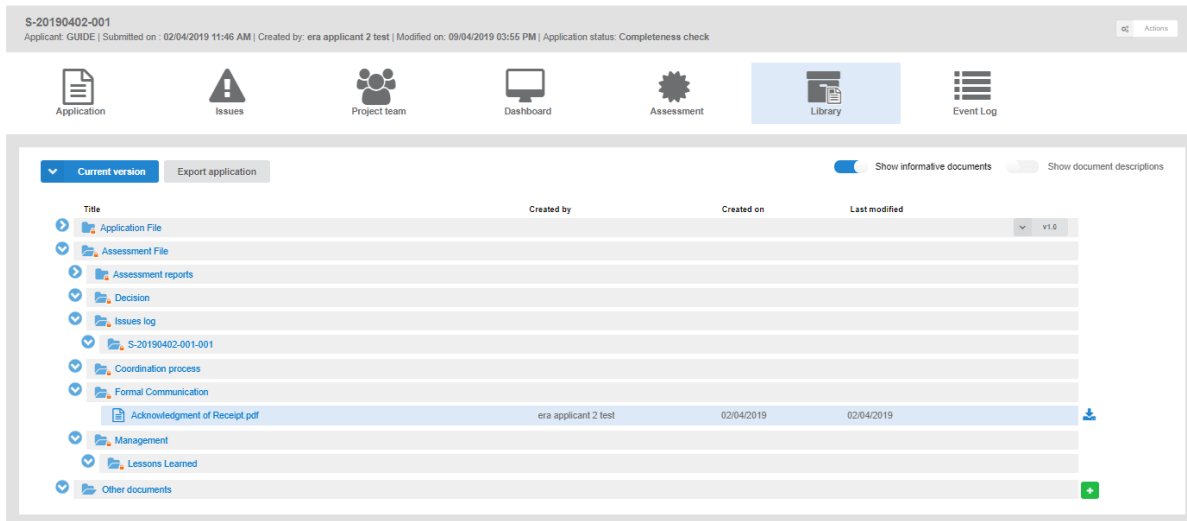 S-20190402-001
Applicant: GUIDE | Submitted on : 02/04/2019 11:46 AM | Created by: era applicant 2 test | Modified on: 09/04/2019 03:55 PM | Application status: Completeness check
Actions
Application Issues Project team Dashboard Assessment Library Event Log
Current version Export application Show informative documents Show document descriptions
Title Created by Created on Last modified
Application File v1.0
Assessment File
Assessment reports
Decision
Issues log
S-20190402-001-001
Coordination process
Formal Communication
Acknowledgment of Receipt.pdf era applicant 2 test 02/04/2019 02/04/2019
Management
Lessons Learned
Other documents